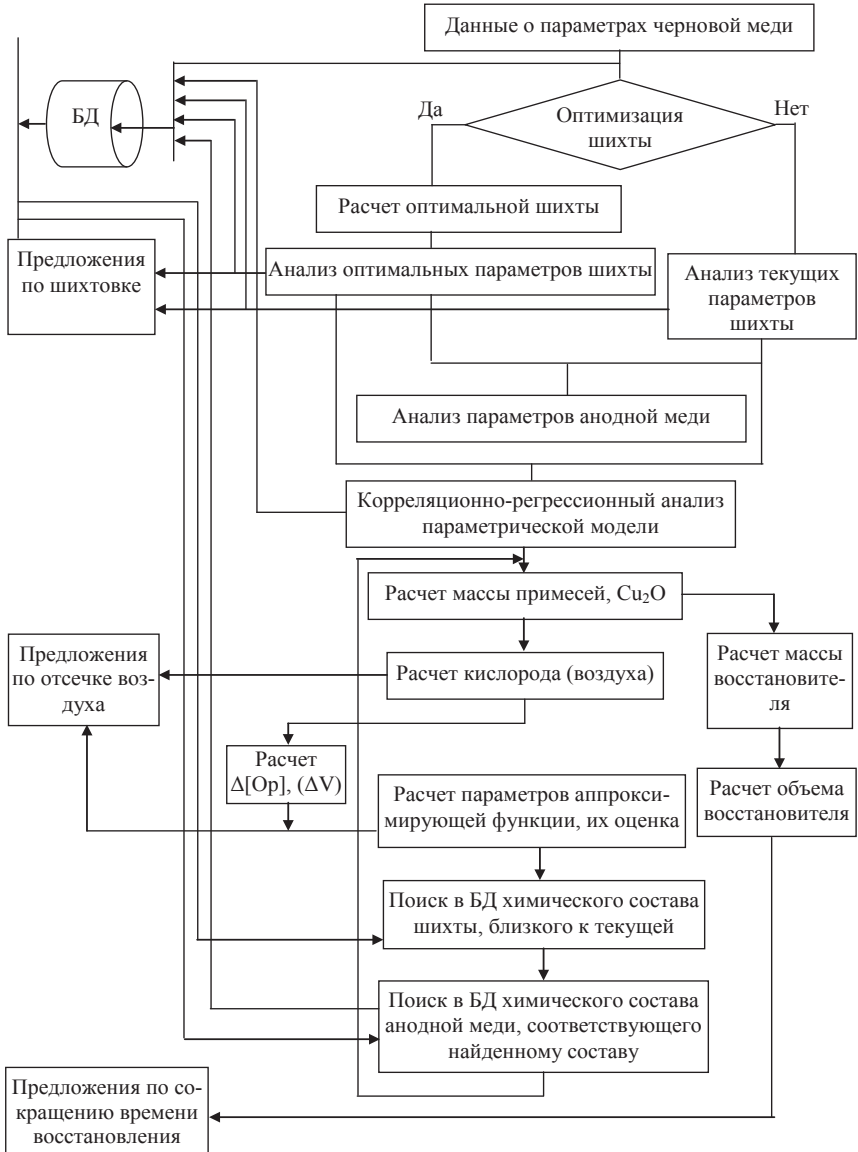 Данные о параметрах черновой меди
БД
Да
Оптимизация
шихты
Нет
Расчет оптимальной шихты
Предложения
по шихтовке
Анализ оптимальных параметров шихты
Анализ текущих
параметров
шихты
Анализ параметров анодной меди
Корреляционно-регрессионный анализ
параметрической модели
Расчет массы примесей, Cu₂O
Предложения
по отсечке воз-
духа
Расчет кислорода (воздуха)
Расчет массы
восстановите-
ля
Расчет
Δ[Op], (ΔV)
Расчет параметров аппрокси-
мирующей функции, их оценка
Расчет объема
восстановителя
Поиск в БД химического состава
шихты, близкого к текущей
Поиск в БД химического состава
анодной меди, соответствующего
найденному составу
Предложения по со-
кращению времени
восстановления